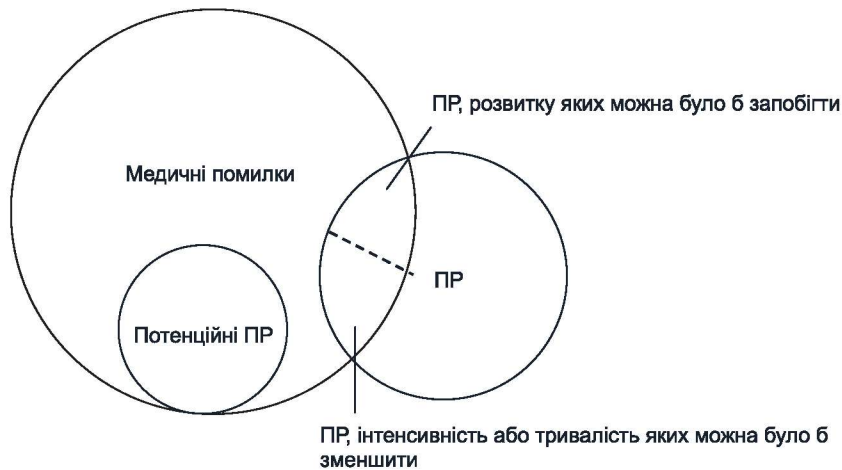 ПР, розвитку яких можна було б запобігти
Медичні помилки
ПР
Потенційні ПР
ПР, інтенсивність або тривалість яких можна було б
зменшити